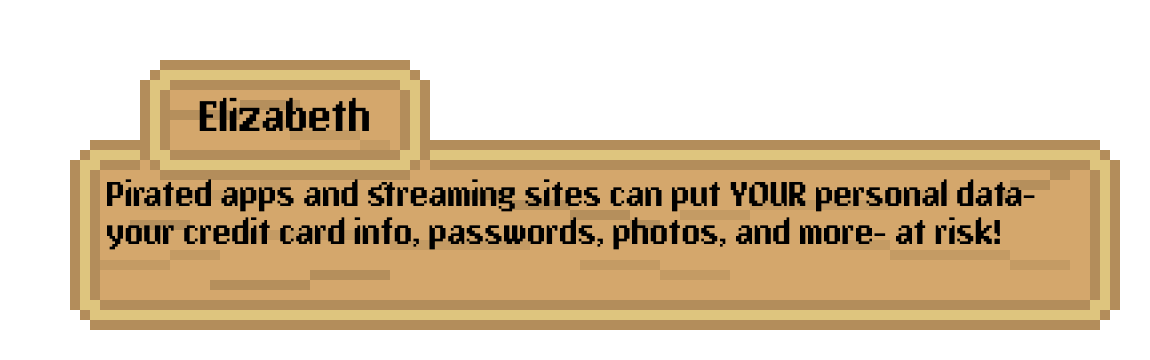 Elizabeth
Pirated apps and streaming sites can put YOUR personal data-
your credit card info, passwords, photos, and more- at risk!